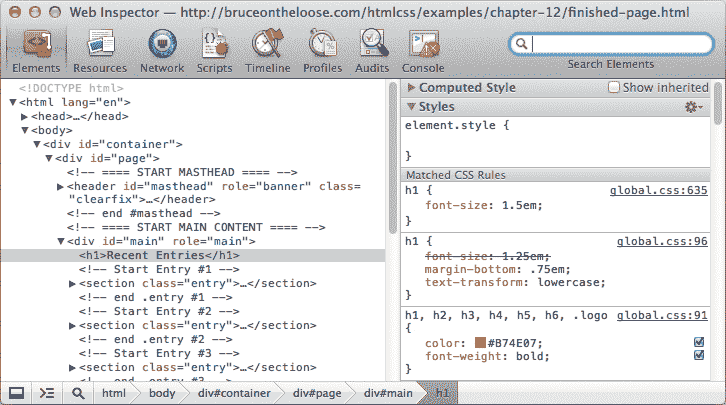 Web Inspector — http://bruceontheloose.com/htmlcss/examples/chapter-12/finished-page.html
Elements Resources Network Scripts Timeline Profiles Audits Console
Search Elements
<!DOCTYPE html>
▼<html lang="en">
▶<head>…</head>
▼<body>
▼<div id="container">
▼<div id="page">
<!-- ==== START MASTHEAD ==== -->
▶<header id="masthead" role="banner" class=
"clearfix">…</header>
<!-- end #masthead -->
<!-- ==== START MAIN CONTENT ==== -->
▼<div id="main" role="main">
<h1>Recent Entries</h1>
<!-- Start Entry #1 -->
▶<section class="entry">…</section>
<!-- end .entry #1 -->
<!-- Start Entry #2 -->
▶<section class="entry">…</section>
<!-- end .entry #2 -->
<!-- Start Entry #3 -->
▶<section class="entry">…</section>
<!-- end .entry #3 -->
▶ Computed Style Show inherited
▼ Styles
element.style {
}
Matched CSS Rules
h1 { global.css:635
font-size: 1.5em;
}
h1 { global.css:96
font-size: 1.25em;
margin-bottom: .75em;
text-transform: lowercase;
}
h1, h2, h3, h4, h5, h6, .logo global.css:91
{
color: #B74E07;
font-weight: bold;
html body div#container div#page div#main h1